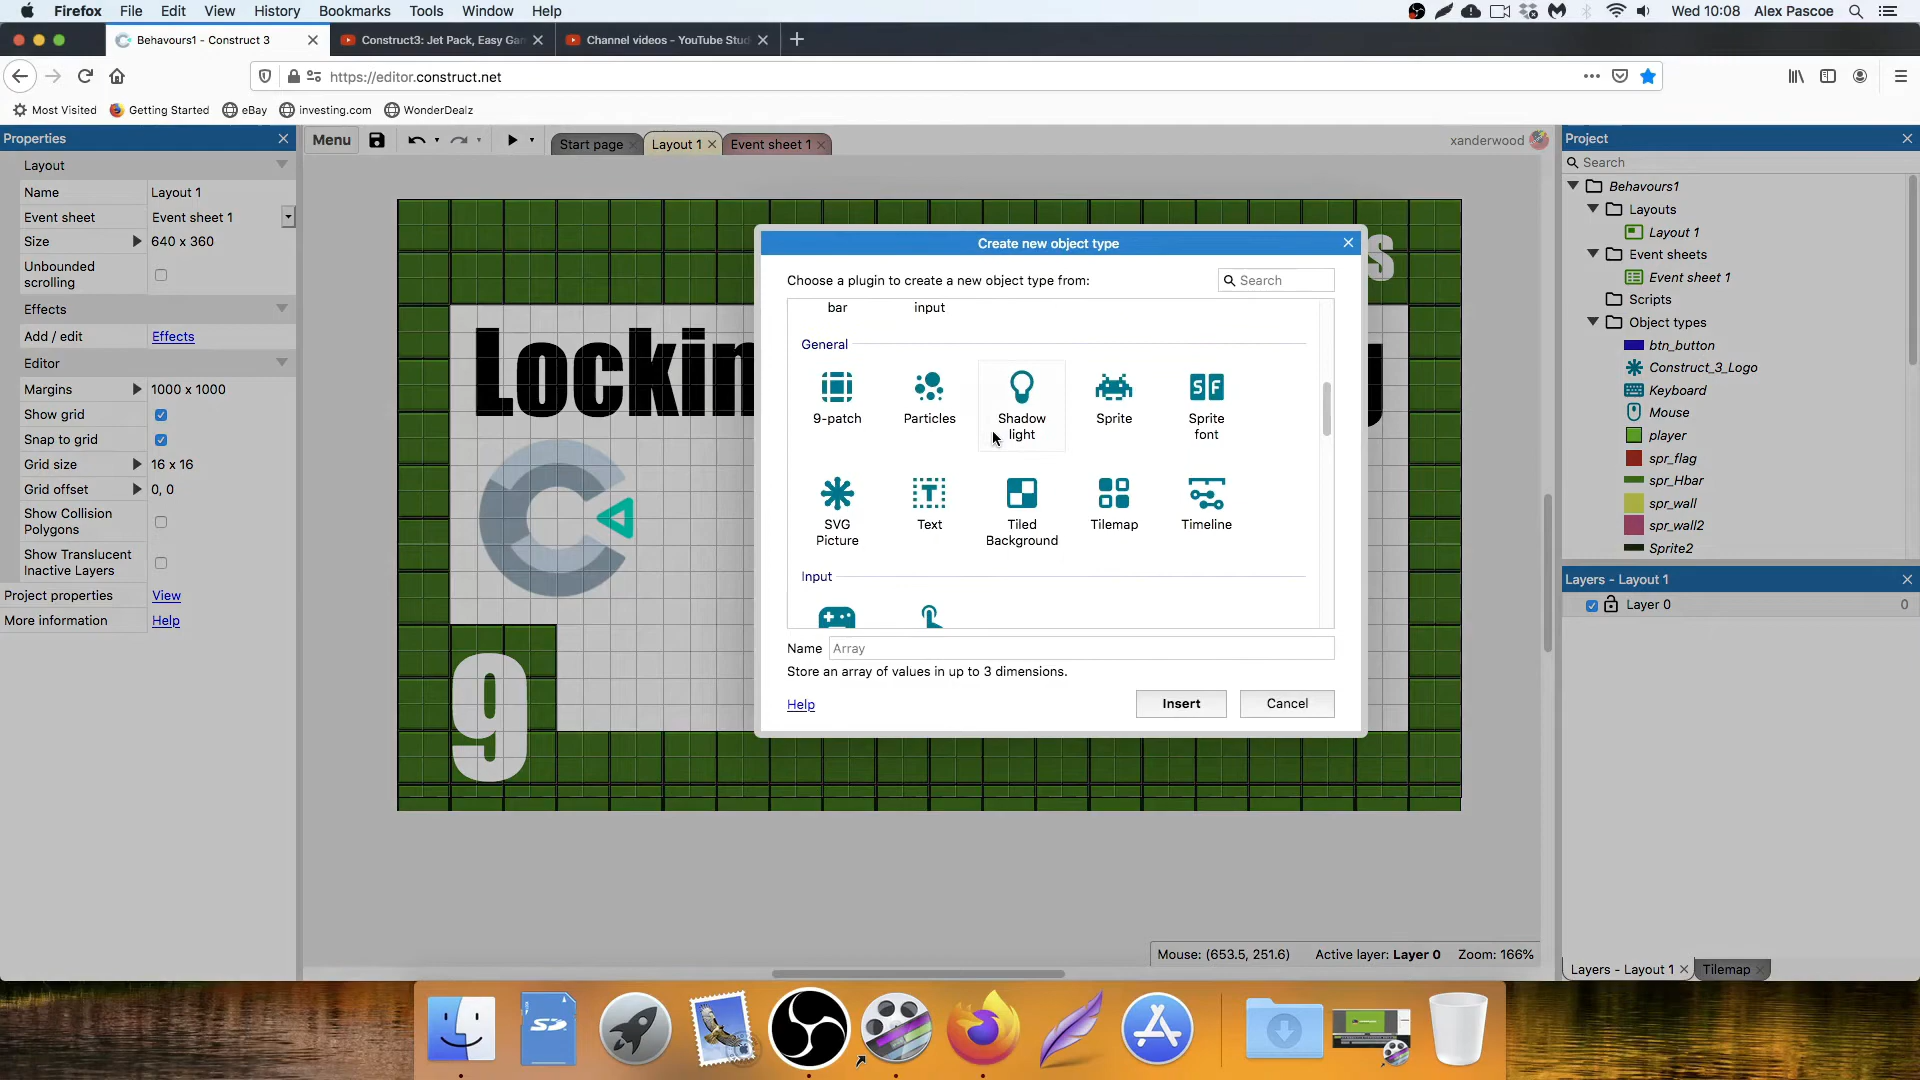 Firefox File Edit View History Bookmarks Tools Window Help Wed 10:08 Alex Pascoe
Behavours1 - Construct 3
Construct3: Jet Pack, Easy Ga
Channel videos - YouTube Stud
https://editor.construct.net
Most Visited Getting Started eBay investing.com WonderDealz
Properties
Layout
Name Layout 1
Event sheet Event sheet 1
Size 640 x 360
Unbounded scrolling
Effects
Add / edit Effects
Editor
Margins 1000 x 1000
Show grid
Snap to grid
Grid size 16 x 16
Grid offset 0, 0
Show Collision Polygons
Show Translucent Inactive Layers
Project properties View
More information Help
Menu
Start page Layout 1 Event sheet 1
xanderwood
Lockin
s
9
Create new object type
Choose a plugin to create a new object type from:
Search
bar input
General
9-patch Particles Shadow light Sprite Sprite font
SF
SVG Picture Text Tiled Background Tilemap Timeline
Input
Name Array
Store an array of values in up to 3 dimensions.
Help Insert Cancel
Mouse: (653.5, 251.6) Active layer: Layer 0 Zoom: 166%
Project
Search
Behavours1
Layouts
Layout 1
Event sheets
Event sheet 1
Scripts
Object types
btn_button
Construct_3_Logo
Keyboard
Mouse
player
spr_flag
spr_Hbar
spr_wall
spr_wall2
Sprite2
Layers - Layout 1
Layer 0 0
Layers - Layout 1 Tilemap
SD